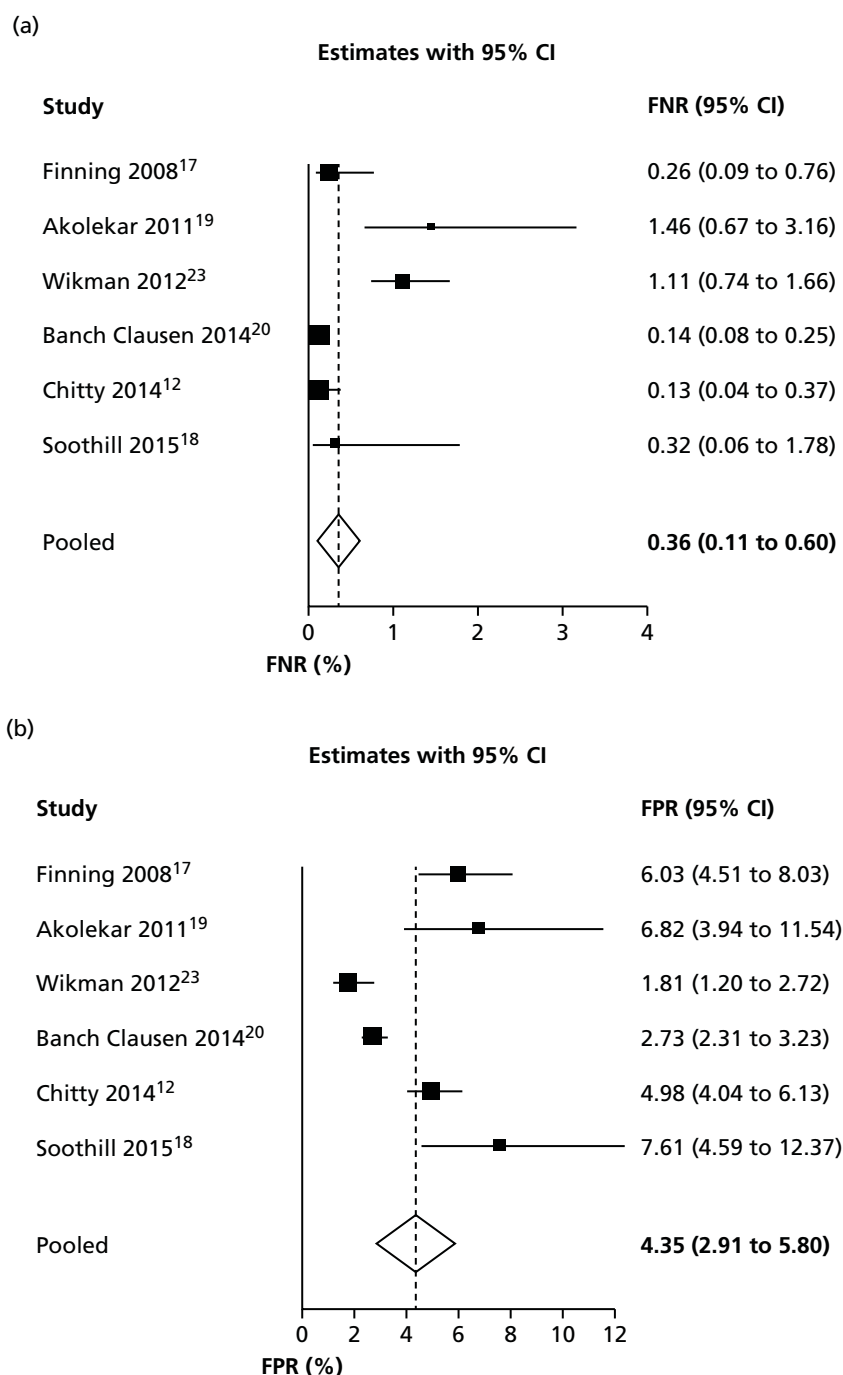 (a)
Estimates with 95% CI
Study FNR (95% CI)
Finning 2008¹⁷ 0.26 (0.09 to 0.76)
Akolekar 2011¹⁹ 1.46 (0.67 to 3.16)
Wikman 2012²³ 1.11 (0.74 to 1.66)
Banch Clausen 2014²⁰ 0.14 (0.08 to 0.25)
Chitty 2014¹² 0.13 (0.04 to 0.37)
Soothill 2015¹⁸ 0.32 (0.06 to 1.78)
Pooled 0.36 (0.11 to 0.60)
0 1 2 3 4
FNR (%)
(b)
Estimates with 95% CI
Study FPR (95% CI)
Finning 2008¹⁷ 6.03 (4.51 to 8.03)
Akolekar 2011¹⁹ 6.82 (3.94 to 11.54)
Wikman 2012²³ 1.81 (1.20 to 2.72)
Banch Clausen 2014²⁰ 2.73 (2.31 to 3.23)
Chitty 2014¹² 4.98 (4.04 to 6.13)
Soothill 2015¹⁸ 7.61 (4.59 to 12.37)
Pooled 4.35 (2.91 to 5.80)
0 2 4 6 8 10 12
FPR (%)